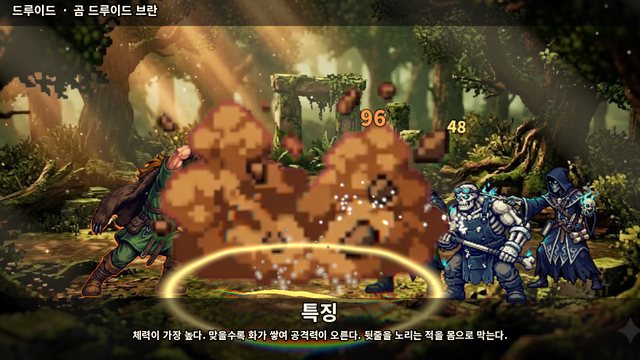 드루이드 · 곰 드루이드 브란
96
48
특징
체력이 가장 높다. 맞을수록 화가 쌓여 공격력이 오른다. 뒷줄을 노리는 적을 몸으로 막는다.